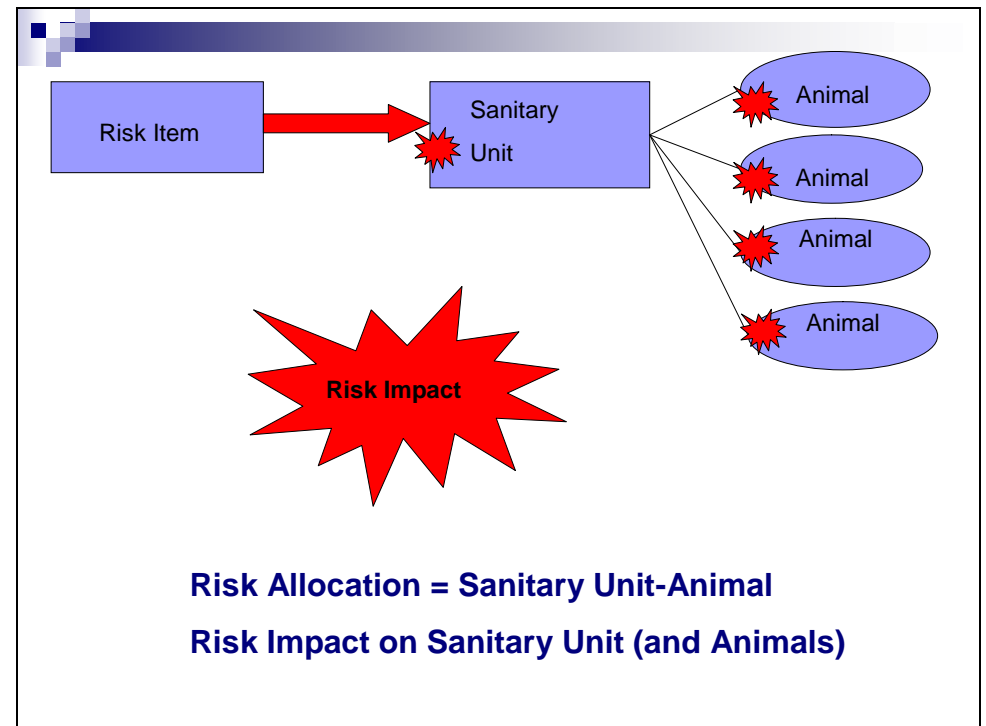 Risk Item
Sanitary
Unit
Animal
Animal
Animal
Animal
Risk Impact
Risk Allocation = Sanitary Unit-Animal
Risk Impact on Sanitary Unit (and Animals)